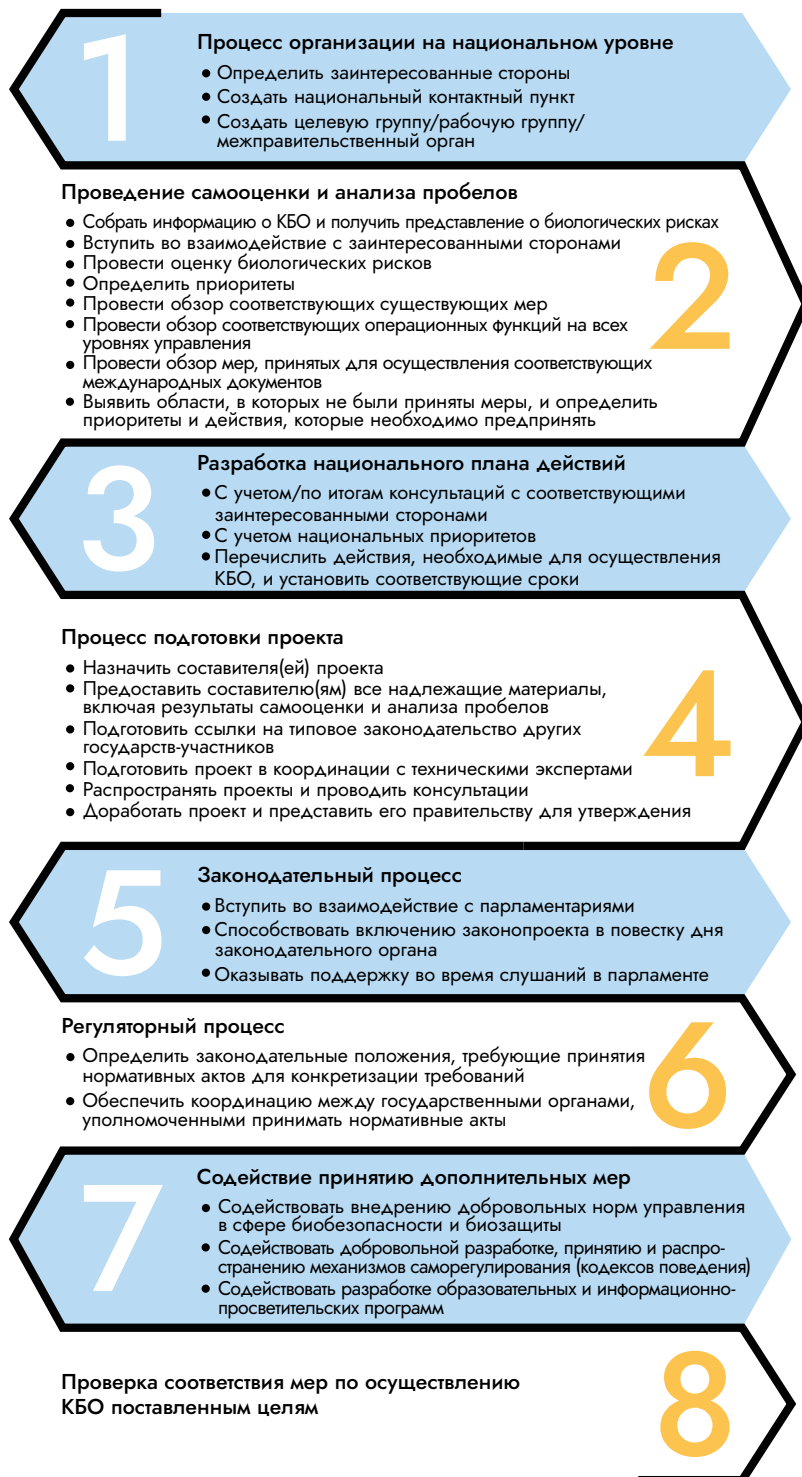 1
Процесс организации на национальном уровне
• Определить заинтересованные стороны
• Создать национальный контактный пункт
• Создать целевую группу/рабочую группу/
межправительственный орган
Проведение самооценки и анализа пробелов
• Собрать информацию о КБО и получить представление о биологических рисках
• Вступить во взаимодействие с заинтересованными сторонами
• Провести оценку биологических рисков
• Определить приоритеты
• Провести обзор соответствующих существующих мер
• Провести обзор соответствующих операционных функций на всех
уровнях управления
• Провести обзор мер, принятых для осуществления соответствующих
международных документов
• Выявить области, в которых не были приняты меры, и определить
приоритеты и действия, которые необходимо предпринять
2
3
Разработка национального плана действий
• С учетом/по итогам консультаций с соответствующими
заинтересованными сторонами
• С учетом национальных приоритетов
• Перечислить действия, необходимые для осуществления
КБО, и установить соответствующие сроки
Процесс подготовки проекта
• Назначить составителя(ей) проекта
• Предоставить составителю(ям) все надлежащие материалы,
включая результаты самооценки и анализа пробелов
• Подготовить ссылки на типовое законодательство других
государств-участников
• Подготовить проект в координации с техническими экспертами
• Распространять проекты и проводить консультации
• Доработать проект и представить его правительству для утверждения
4
5
Законодательный процесс
• Вступить во взаимодействие с парламентариями
• Способствовать включению законопроекта в повестку дня
законодательного органа
• Оказывать поддержку во время слушаний в парламенте
Регуляторный процесс
• Определить законодательные положения, требующие принятия
нормативных актов для конкретизации требований
• Обеспечить координацию между государственными органами,
уполномоченными принимать нормативные акты
6
7
Содействие принятию дополнительных мер
• Содействовать внедрению добровольных норм управления
в сфере биобезопасности и биозащиты
• Содействовать добровольной разработке, принятию и распро-
странению механизмов саморегулирования (кодексов поведения)
• Содействовать разработке образовательных и информационно-
просветительских программ
Проверка соответствия мер по осуществлению
КБО поставленным целям
8